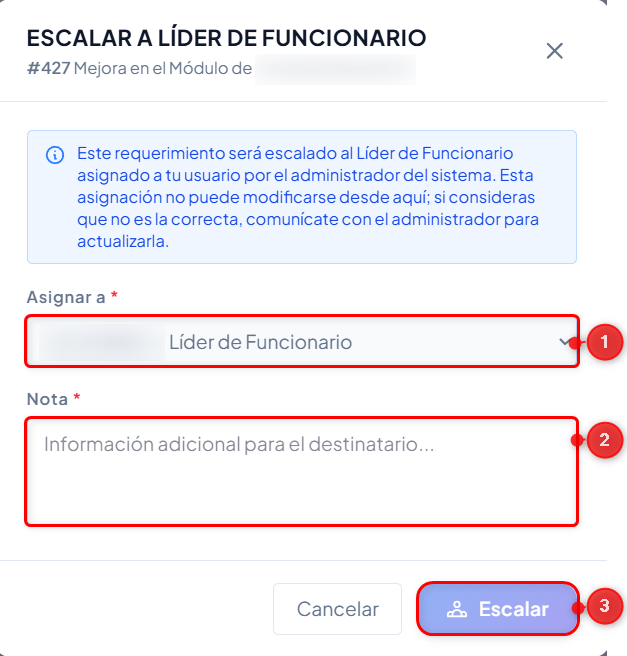 ESCALAR A LÍDER DE FUNCIONARIO
#427 Mejora en el Módulo de
Este requerimiento será escalado al Líder de Funcionario
asignado a tu usuario por el administrador del sistema. Esta
asignación no puede modificarse desde aquí; si consideras
que no es la correcta, comunícate con el administrador para
actualizarla.
Asignar a *
Líder de Funcionario
1
Nota *
Información adicional para el destinatario...
2
Cancelar
Escalar
3